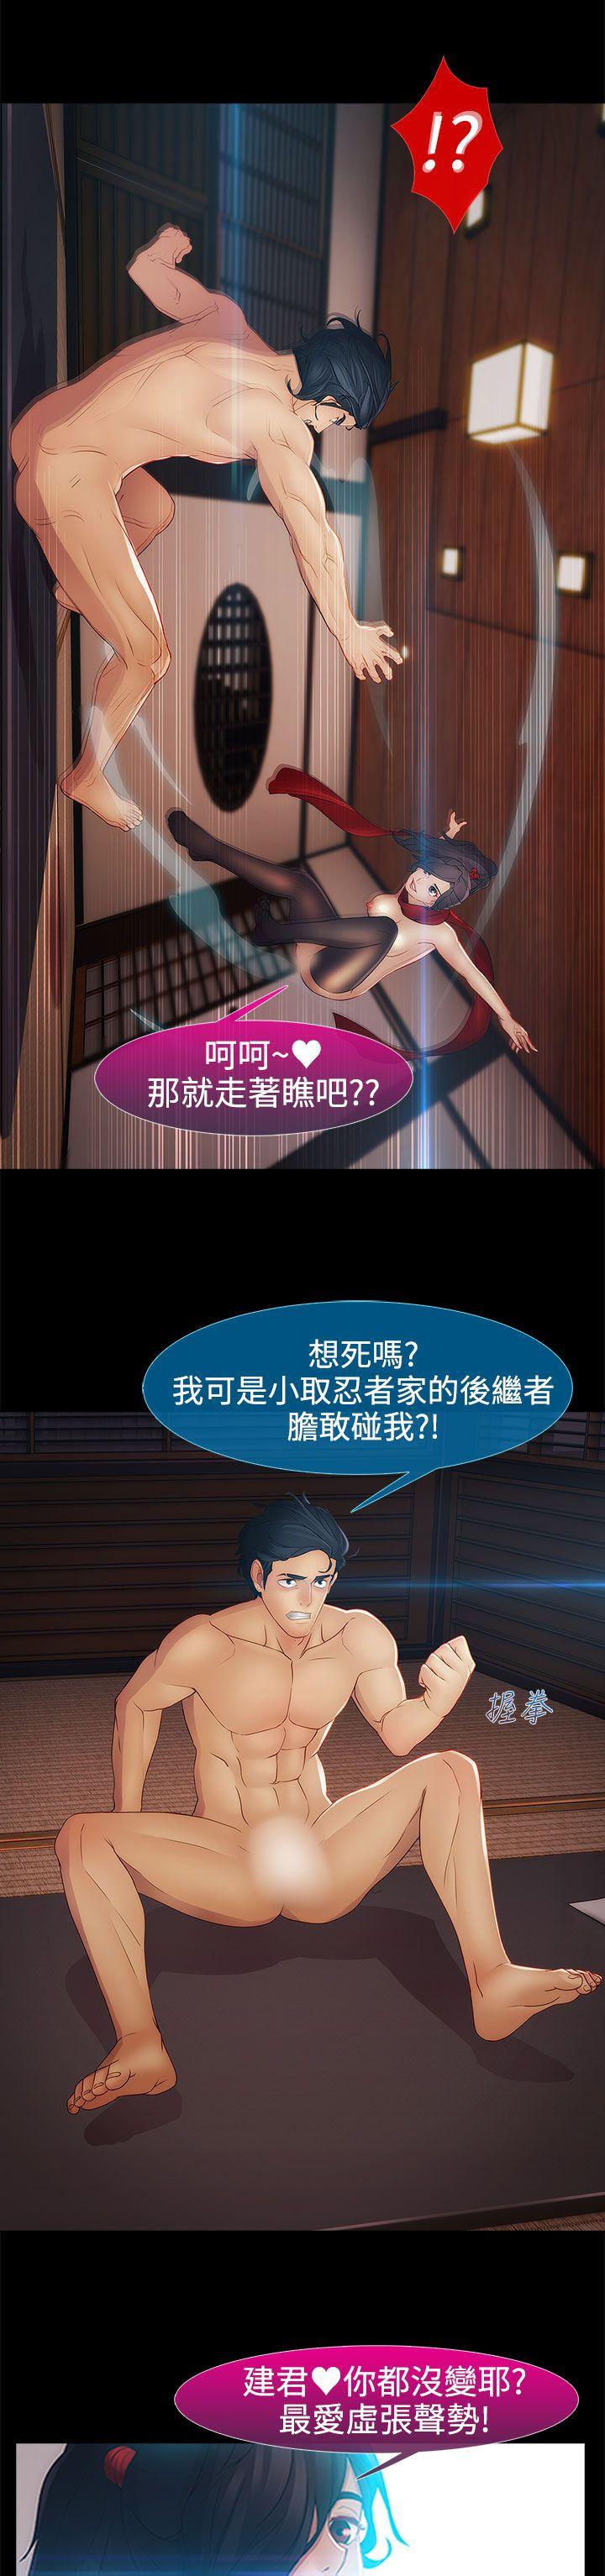 !?
呵呵~♥
那就走著瞧吧??
想死嗎?
我可是小取忍者家的後繼者
膽敢碰我?!
握拳
建君♥你都沒變耶?
最愛虛張聲勢!